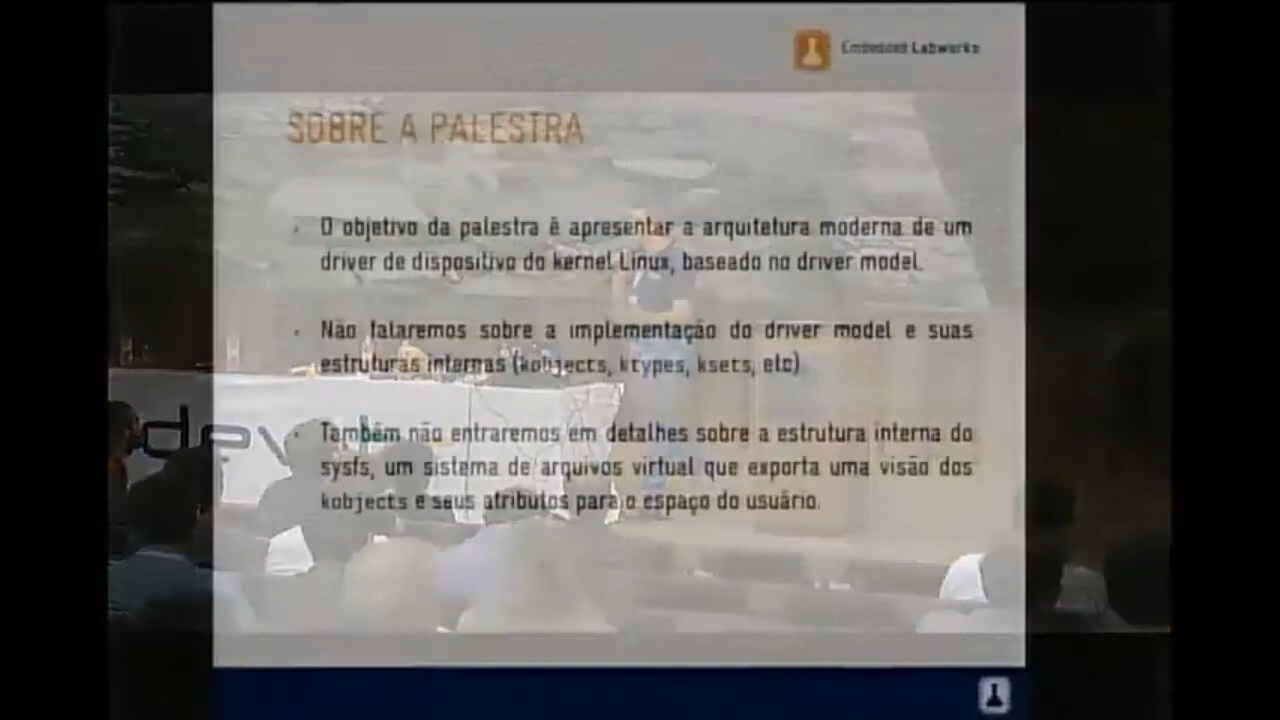 Embedded Labworks
SOBRE A PALESTRA
O objetivo da palestra é apresentar a arquitetura moderna de um
driver de dispositivo do kernel Linux, baseado no driver model.
Não falaremos sobre a implementação do driver model e suas
estruturas internas (kobjects, ktypes, ksets, etc)
Também não entraremos em detalhes sobre a estrutura interna do
sysfs, um sistema de arquivos virtual que exporta uma visão dos
kobjects e seus atributos para o espaço do usuário.